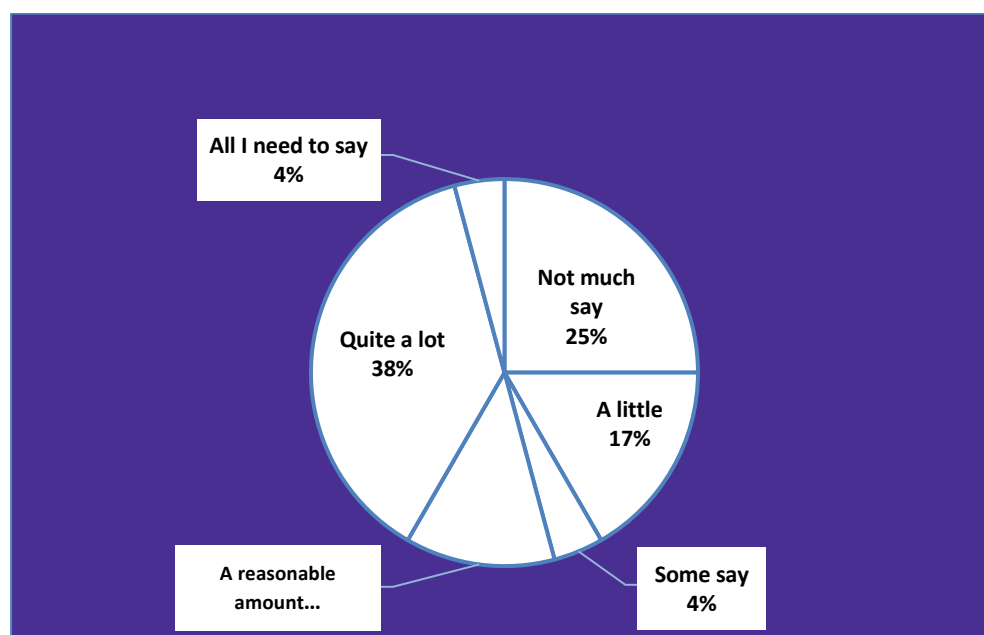 All I need to say
4%
Not much
say
25%
Quite a lot
38%
A little
17%
A reasonable
amount...
Some say
4%